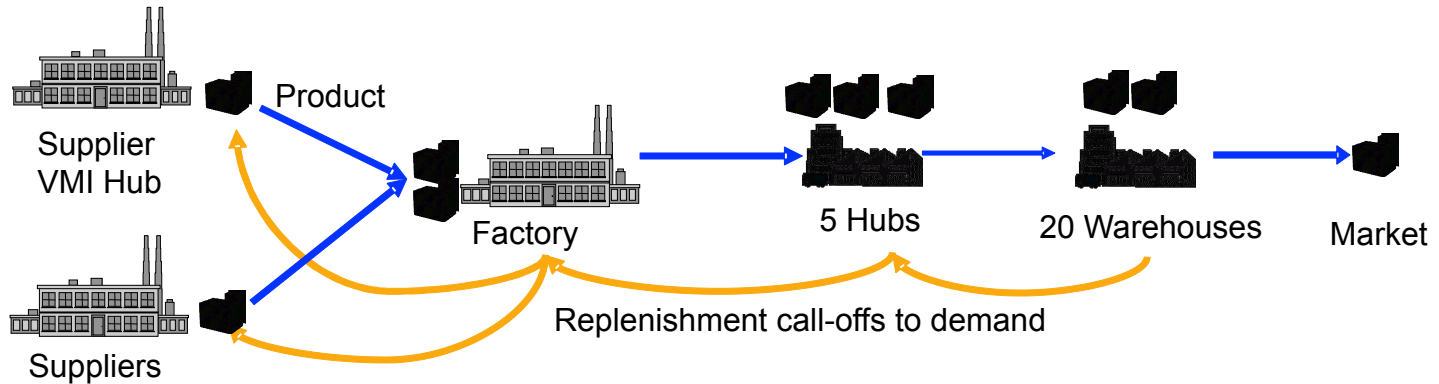 Product
Supplier
VMI Hub
Factory
5 Hubs
20 Warehouses
Market
Replenishment call-offs to demand
Suppliers